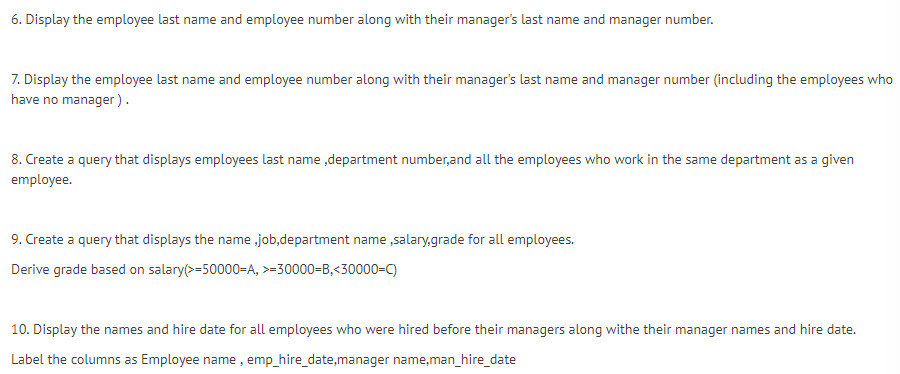 6. Display the employee last name and employee number along with their manager's last name and manager number.
7. Display the employee last name and employee number along with their manager's last name and manager number (including the employees who
have no manager ) .
8. Create a query that displays employees last name ,department number,and all the employees who work in the same department as a given
employee.
9. Create a query that displays the name ,job,department name ,salary,grade for all employees.
Derive grade based on salary(>=50000=A, >=30000=B,<30000=C)
10. Display the names and hire date for all employees who were hired before their managers along withe their manager names and hire date.
Label the columns as Employee name , emp_hire_date,manager name,man_hire_date